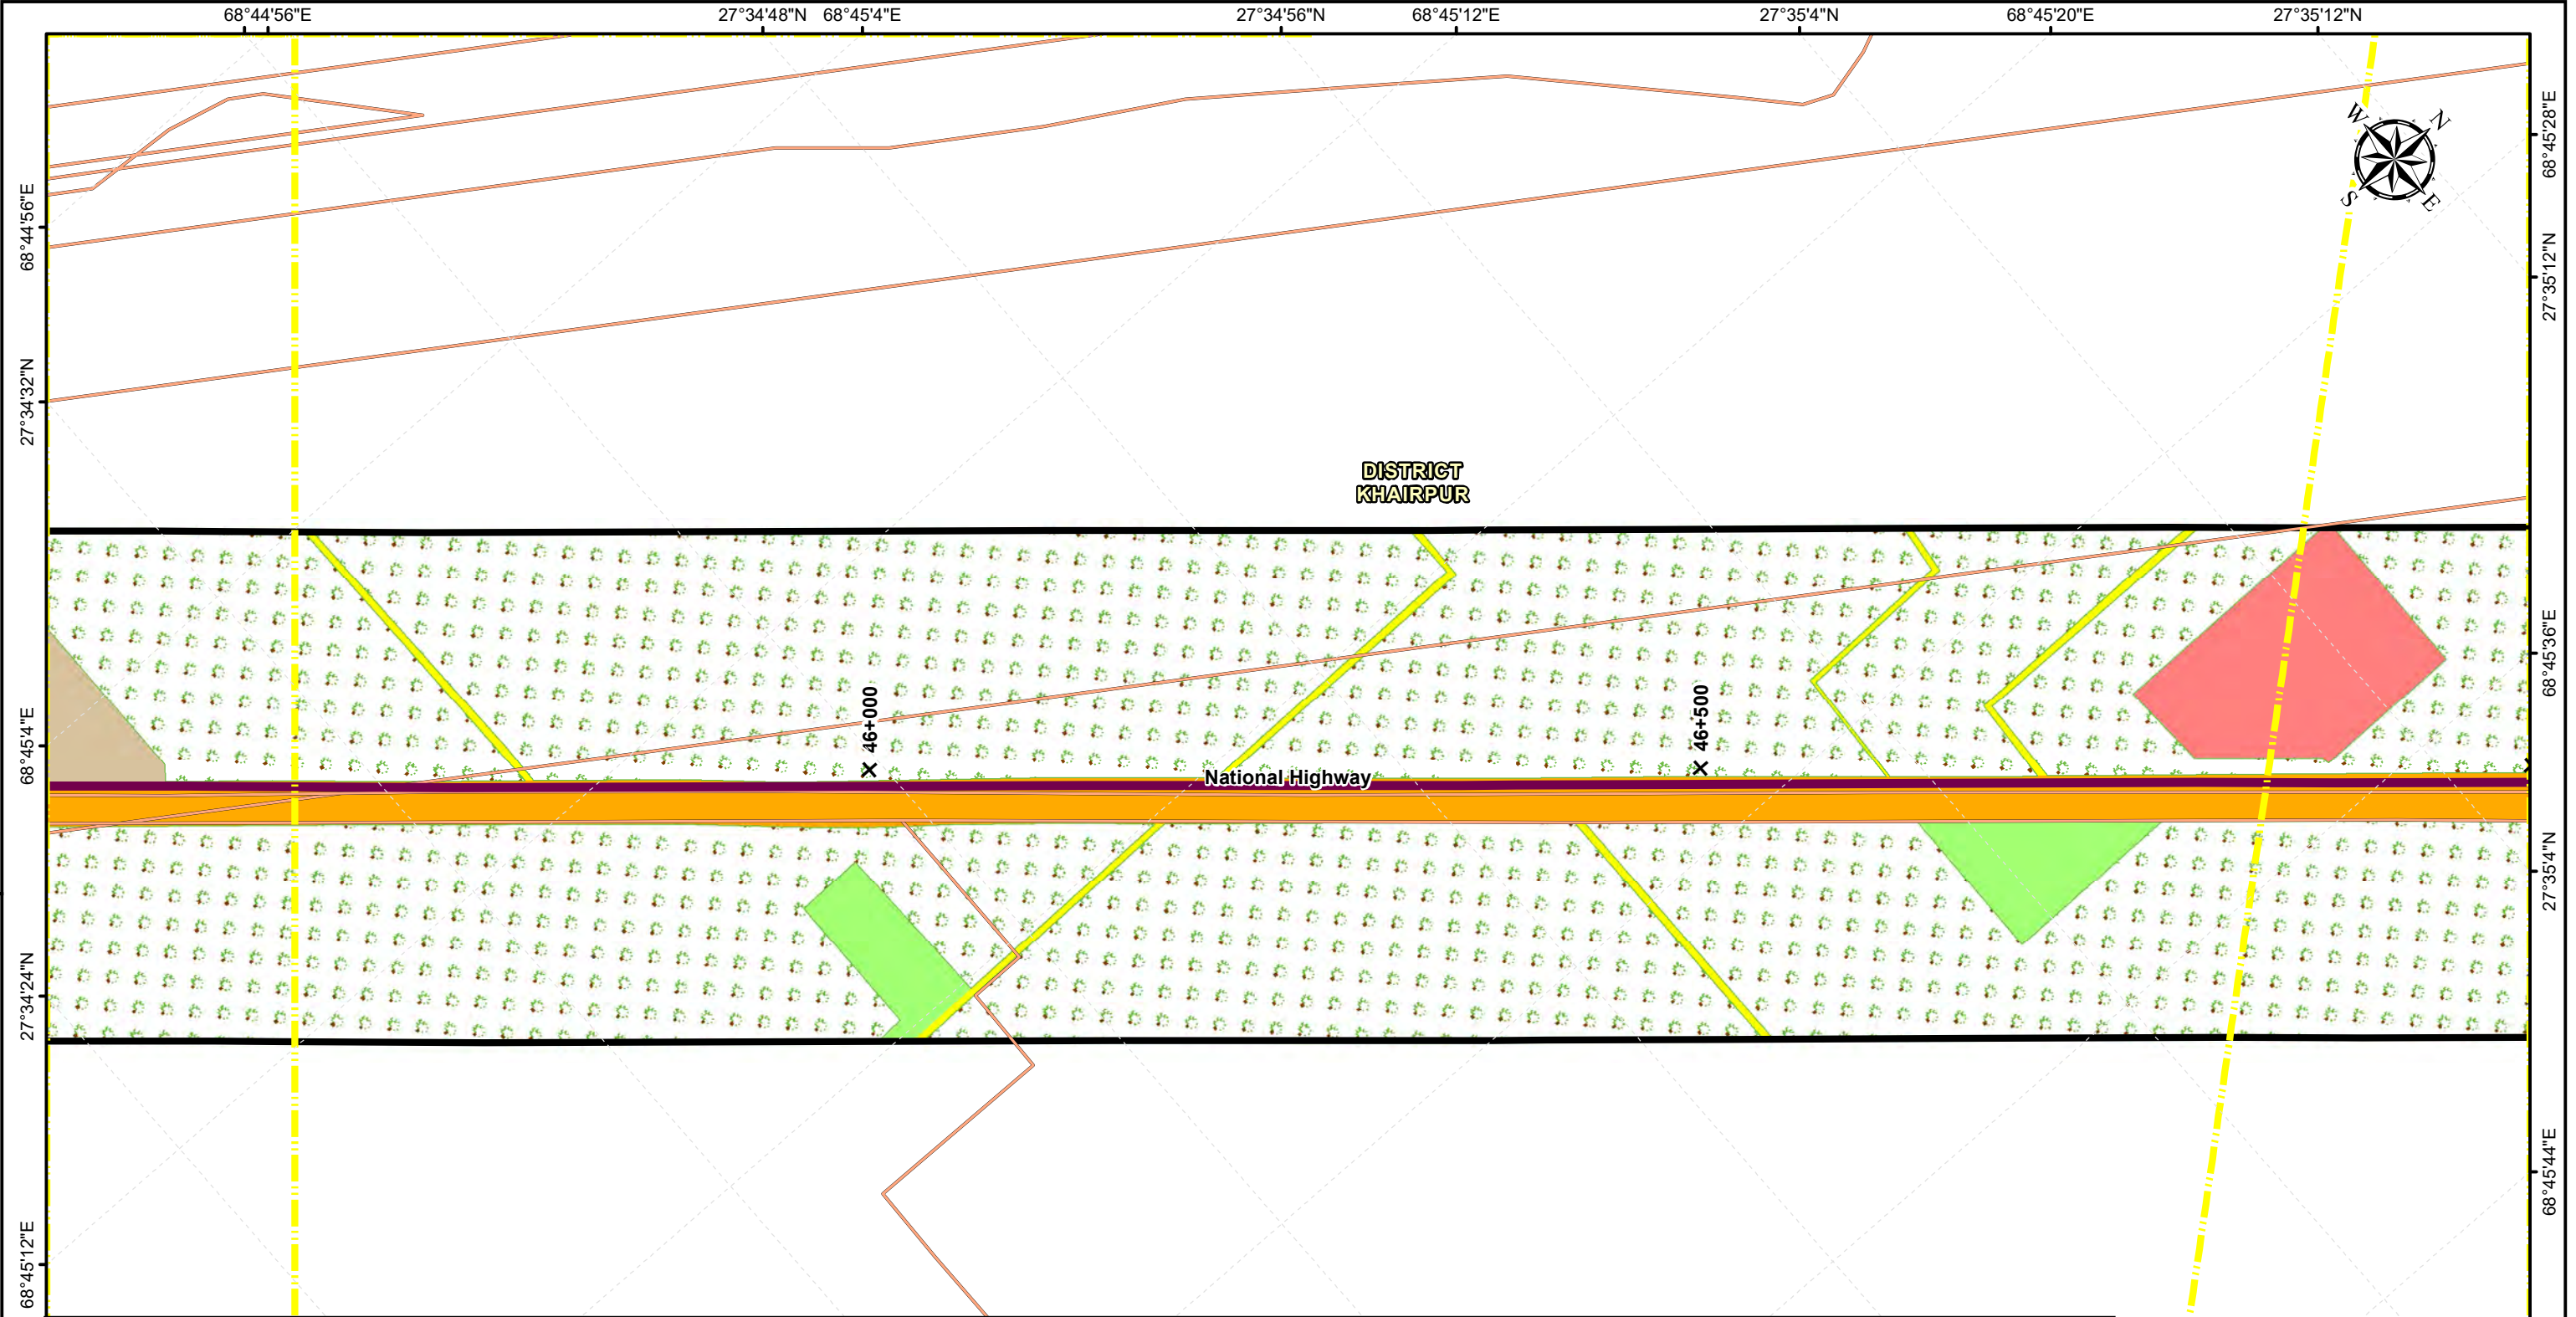 68°44'56"E
27°34'48"N
68°45'4"E
27°34'56"N
68°45'12"E
27°35'4"N
68°45'20"E
27°35'12"N
W
N
S
E
68°45'28"E
27°35'12"N
68°45'36"E
27°35'4"N
68°45'44"E
68°44'56"E
27°34'32"N
68°45'4"E
27°34'24"N
68°45'12"E
DISTRICT
KHAIRPUR
46+000
46+500
National Highway